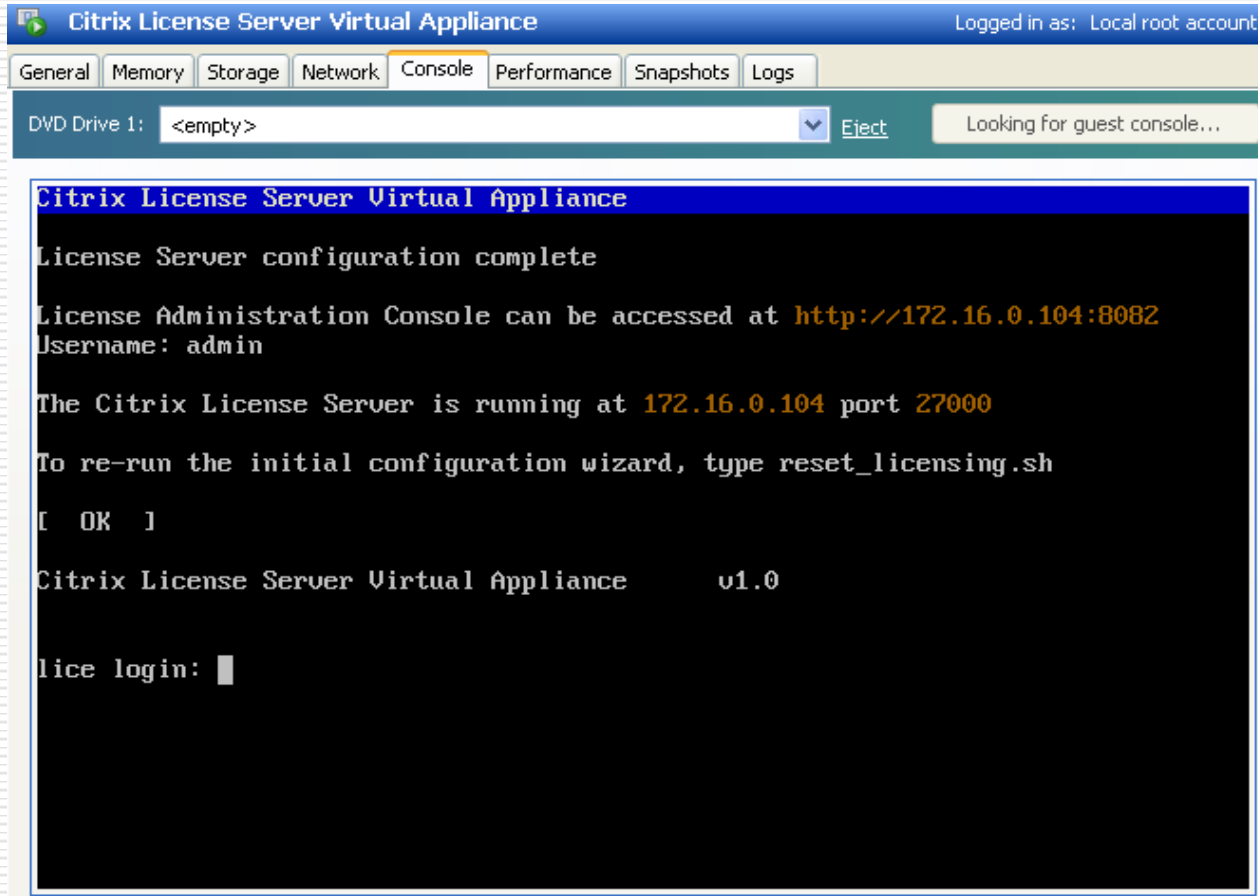 Citrix License Server Virtual Appliance Logged in as: Local root account
General Memory Storage Network Console Performance Snapshots Logs
DVD Drive 1: <empty> Eject Looking for guest console...
Citrix License Server Virtual Appliance
License Server configuration complete
License Administration Console can be accessed at http://172.16.0.104:8082
Username: admin
The Citrix License Server is running at 172.16.0.104 port 27000
To re-run the initial configuration wizard, type reset_licensing.sh
[ OK ]
Citrix License Server Virtual Appliance v1.0
lice login: